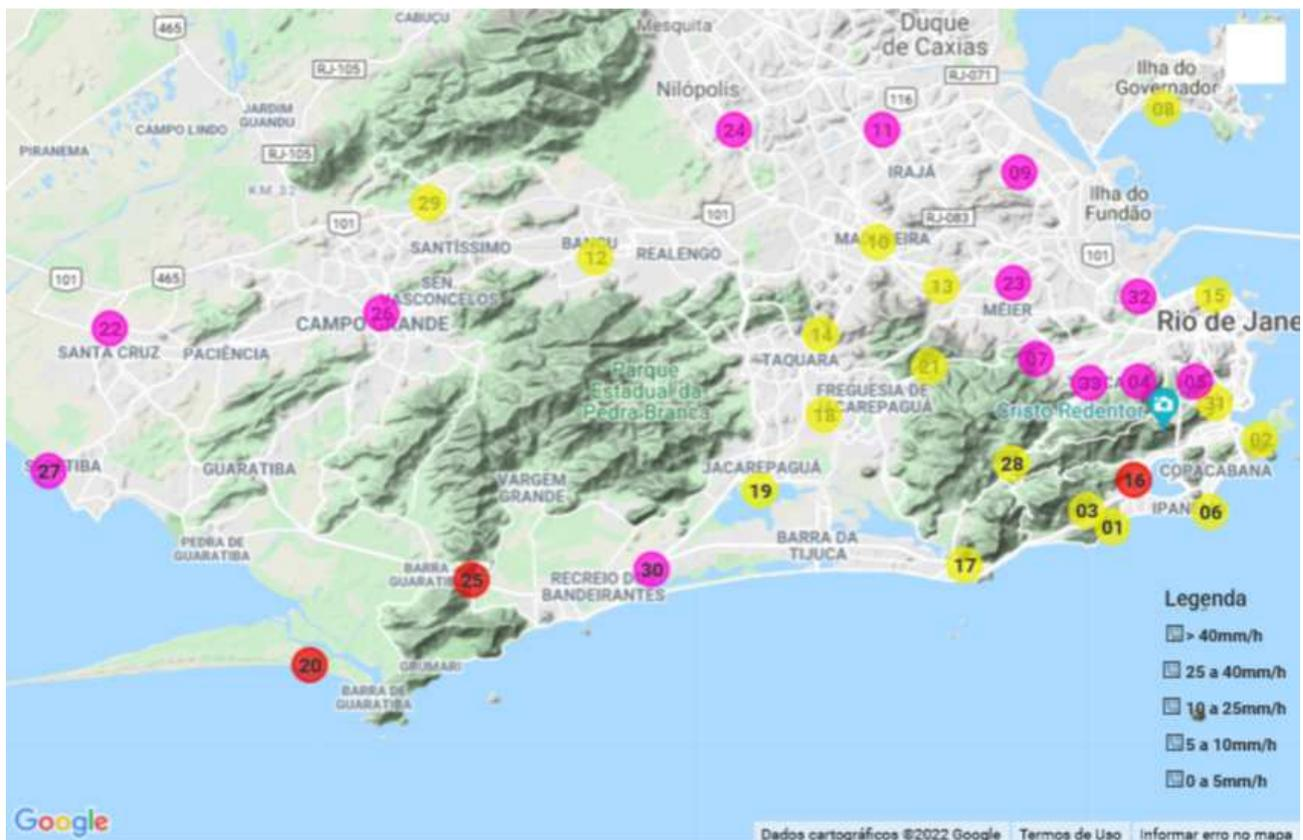 465
CABUÇU
Mesquita
Duque
de Caxias
RJ-105
RJ-071
Ilha do
Governador
Nilópolis
116
08
JARDIM
GUANDU
CAMPO LINDO
24
11
PIRANEMA
RJ-105
IRAJÁ
09
K.M. 32
Ilha do
Fundão
29
101
101
RJ-083
SANTÍSSIMO
BANGU
REALENGO
10
12
101
101
465
SEN.
VASCONCELOS
13
23
32
15
MÉIER
26
CAMPO GRANDE
22
Rio de Jane
SANTA CRUZ
PACIÊNCIA
14
TAQUARA
07
21
Parque
Estadual da
Pedra Branca
33
04
05
FREGUESIA DE
JACAREPAGUÁ
31
Cristo Redentor
18
02
27
GUARATIBA
JACAREPAGUÁ
28
COPACABANA
VARGEM
GRANDE
16
19
03
IPAN
06
01
BARRA DA
TIJUCA
PEDRA DE
GUARATIBA
17
30
BARRA
GUARATIB
25
RECREIO D
BANDEIRANTES
Legenda
> 40mm/h
20
GRUMARI
25 a 40mm/h
BARRA DE
GUARATIBA
10 a 25mm/h
5 a 10mm/h
0 a 5mm/h
Google
Dados cartográficos ©2022 Google
Termos de Uso
Informar erro no mapa